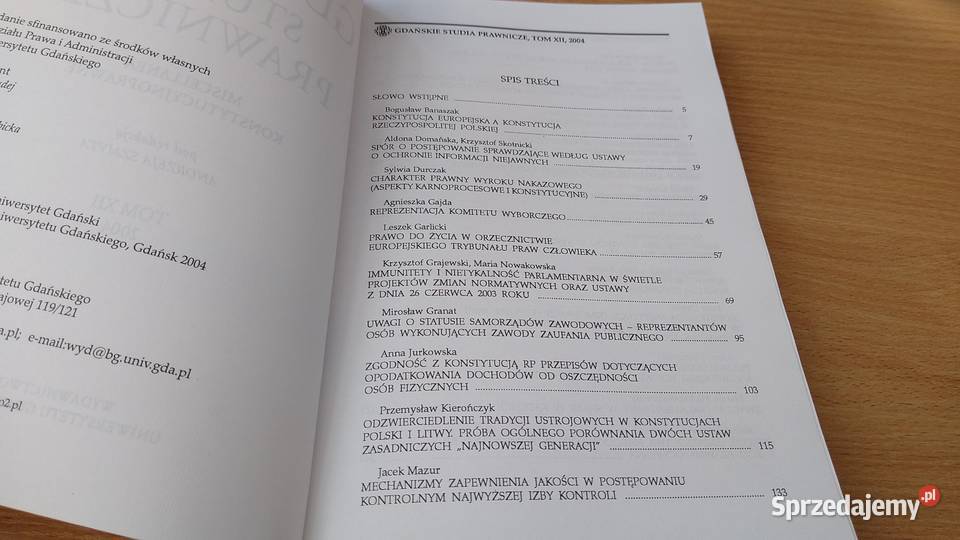 danie sfinansowano ze środków własnych
działu Prawa i Administracji
wersytetu Gdańskiego
niwersytet Gdański
niwersytetu Gdańskiego, Gdańsk 2004
tetu Gdańskiego
ajowej 119/121
a.pl; e-mail:wyd@bg.univ.gda.pl
GDAŃSKIE STUDIA PRAWNICZE, TOM XII, 2004
SPIS TREŚCI
SŁOWO WSTĘPNE 5
Bogusław Banaszak
KONSTYTUCJA EUROPEJSKA A KONSTYTUCJA
RZECZYPOSPOLITEJ POLSKIEJ 7
Aldona Domańska, Krzysztof Skotnicki
SPÓR O POSTĘPOWANIE SPRAWDZAJĄCE WEDŁUG USTAWY
O OCHRONIE INFORMACJI NIEJAWNYCH 19
Sylwia Durczak
CHARAKTER PRAWNY WYROKU NAKAZOWEGO
(ASPEKTY KARNOPROCESOWE I KONSTYTUCYJNE) 29
Agnieszka Gajda
REPREZENTACJA KOMITETU WYBORCZEGO 45
Leszek Garlicki
PRAWO DO ŻYCIA W ORZECZNICTWIE
EUROPEJSKIEGO TRYBUNAŁU PRAW CZŁOWIEKA 57
Krzysztof Grajewski, Maria Nowakowska
IMMUNITETY I NIETYKALNOŚĆ PARLAMENTARNA W ŚWIETLE
PROJEKTÓW ZMIAN NORMATYWNYCH ORAZ USTAWY
Z DNIA 26 CZERWCA 2003 ROKU 69
Mirosław Granat
UWAGI O STATUSIE SAMORZĄDÓW ZAWODOWYCH – REPREZENTANTÓW
OSÓB WYKONUJĄCYCH ZAWODY ZAUFANIA PUBLICZNEGO 95
Anna Jurkowska
ZGODNOŚĆ Z KONSTYTUCJĄ RP PRZEPISÓW DOTYCZĄCYCH
OPODATKOWANIA DOCHODÓW OD OSZCZĘDNOŚCI
OSÓB FIZYCZNYCH 103
Przemysław Kierończyk
ODZWIERCIEDLENIE TRADYCJI USTROJOWYCH W KONSTYTUCJACH
POLSKI I LITWY. PRÓBA OGÓLNEGO PORÓWNANIA DWÓCH USTAW
ZASADNICZYCH „NAJNOWSZEJ GENERACJI" 115
Jacek Mazur
MECHANIZMY ZAPEWNIENIA JAKOŚCI W POSTĘPOWANIU
KONTROLNYM NAJWYŻSZEJ IZBY KONTROLI 133
Sprzedajemy.pl